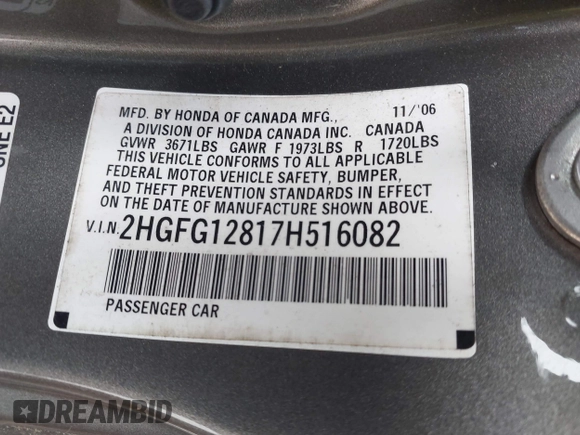 MFD. BY HONDA OF CANADA MFG., 11/'06
A DIVISION OF HONDA CANADA INC. CANADA
GVWR 3671LBS GAWR F 1973LBS R 1720LBS
THIS VEHICLE CONFORMS TO ALL APPLICABLE
FEDERAL MOTOR VEHICLE SAFETY, BUMPER,
AND THEFT PREVENTION STANDARDS IN EFFECT
ON THE DATE OF MANUFACTURE SHOWN ABOVE.
V.I.N. 2HGFG12817H516082
PASSENGER CAR
DREAMBID